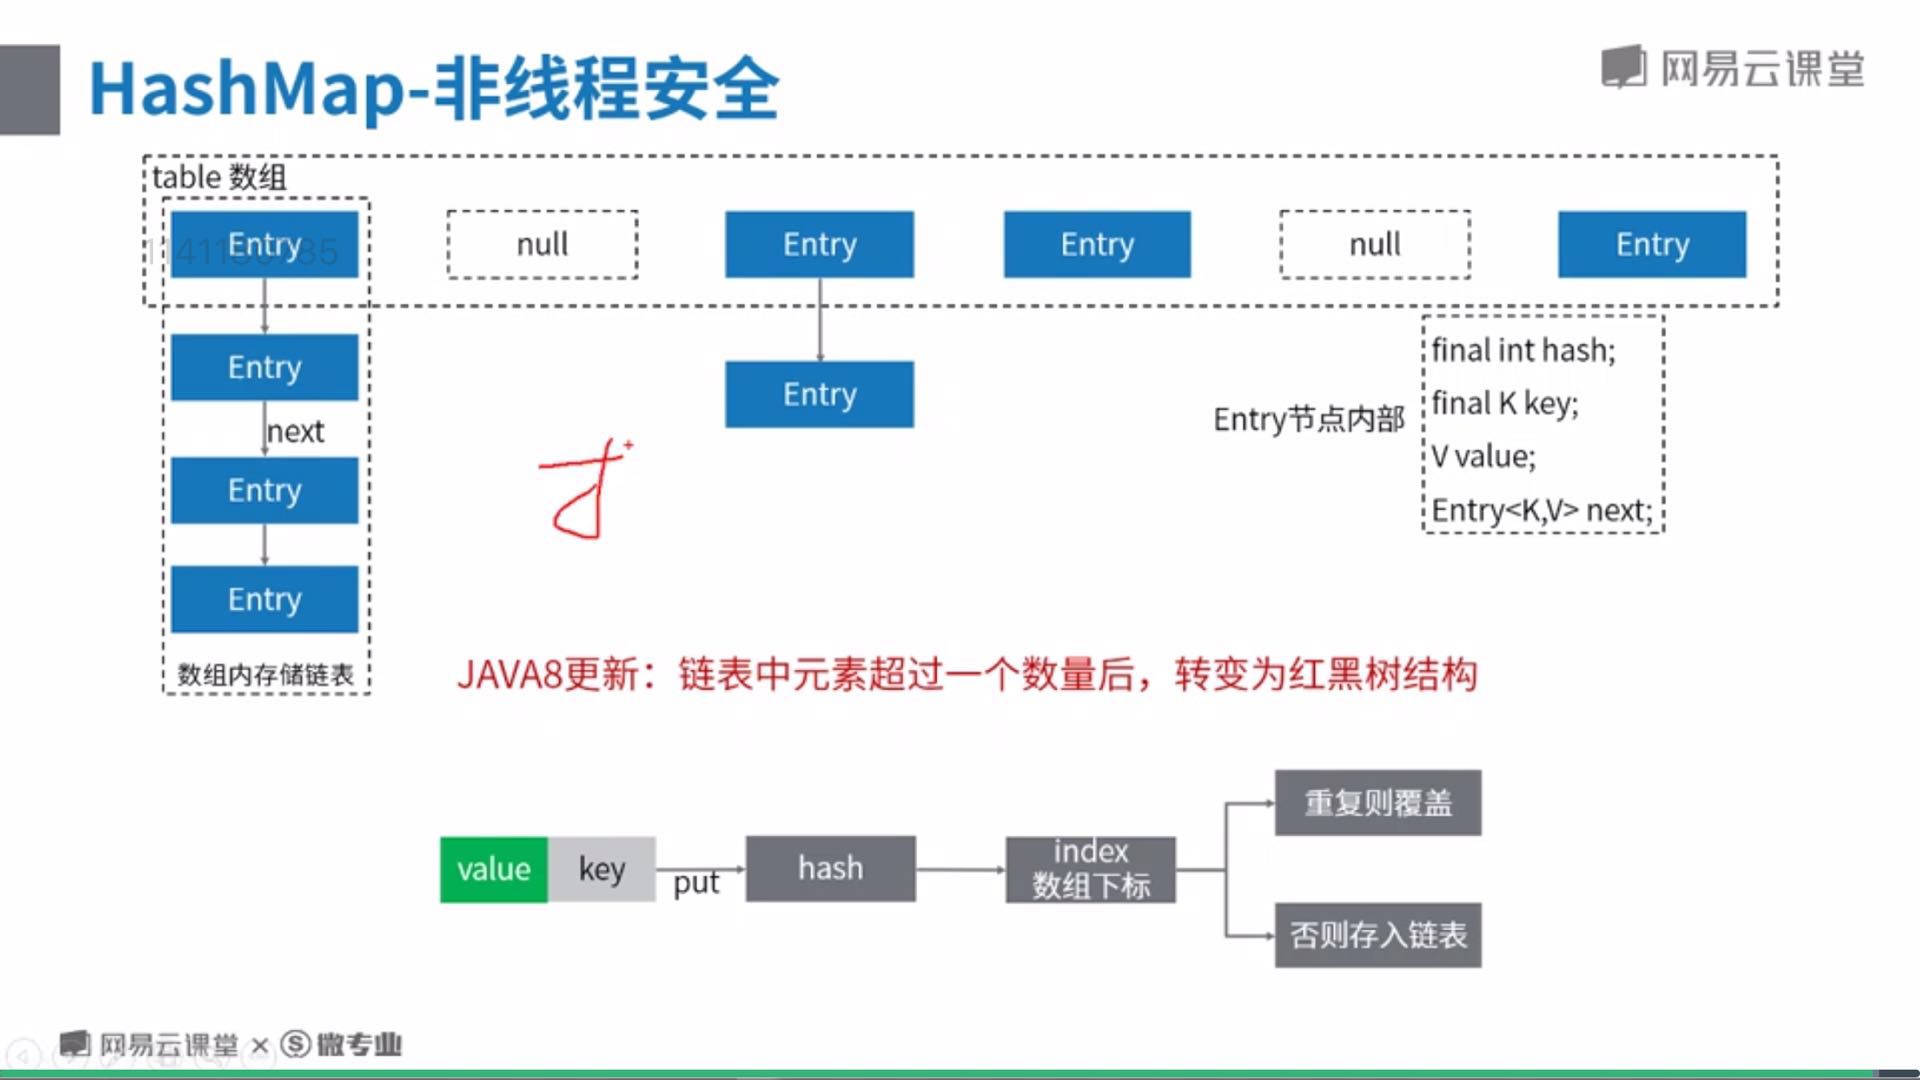 HashMap-非线程安全
网易云课堂
table 数组
Entry
null
Entry
Entry
null
Entry
Entry
next
Entry
Entry
数组内存储链表
Entry
Entry节点内部
final int hash;
final K key;
V value;
Entry<K,V> next;
JAVA8更新：链表中元素超过一个数量后，转变为红黑树结构
value
key
put
hash
index
数组下标
重复则覆盖
否则存入链表
网易云课堂 × 微专业